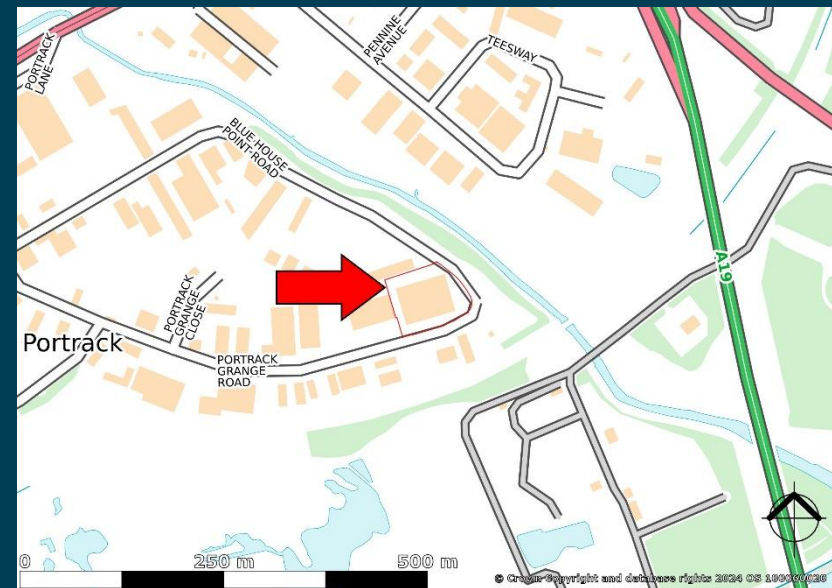 PORTRACK
LANE
PENNINE
AVENUE
TEESWAY
BLUE-HOUSE
POINT-ROAD
A19
PORTRACK
GRANGE
CLOSE
Portrack
PORTRACK
GRANGE
ROAD
0 250 m 500 m
© Crown Copyright and database rights 2024 OS